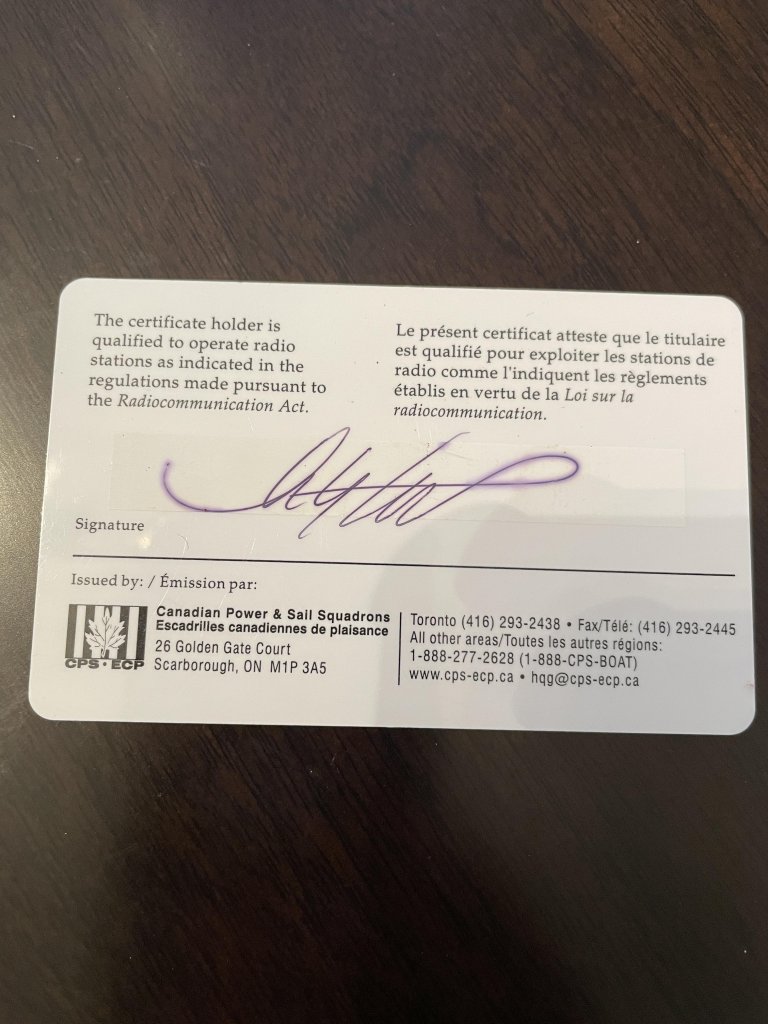 The certificate holder is
qualified to operate radio
stations as indicated in the
regulations made pursuant to
the Radiocommunication Act.
Le présent certificat atteste que le titulaire
est qualifié pour exploiter les stations de
radio comme l'indiquent les règlements
établis en vertu de la Loi sur la
radiocommunication.
Signature
Issued by: / Émission par:
CPS • ECP
Canadian Power & Sail Squadrons
Escadrilles canadiennes de plaisance
26 Golden Gate Court
Scarborough, ON M1P 3A5
Toronto (416) 293-2438 • Fax/Télé: (416) 293-2445
All other areas/Toutes les autres régions:
1-888-277-2628 (1-888-CPS-BOAT)
www.cps-ecp.ca • hqg@cps-ecp.ca